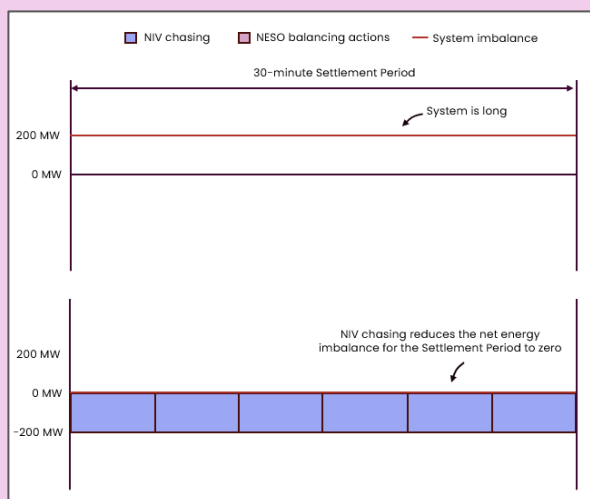 NIV chasing NESO balancing actions System imbalance
30-minute Settlement Period
System is long
200 MW
0 MW
NIV chasing reduces the net energy
imbalance for the Settlement Period to zero
200 MW
0 MW
-200 MW